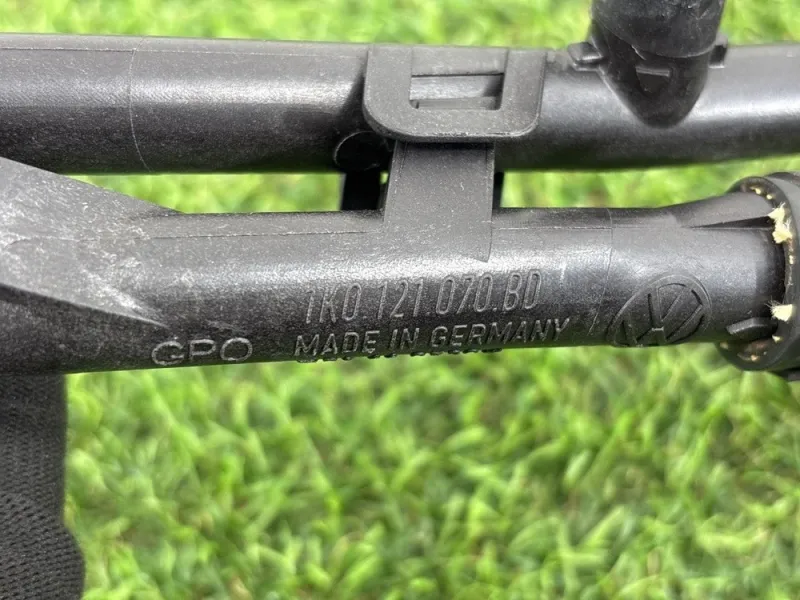 1K0 121 070.BD
GPO
MADE IN GERMANY